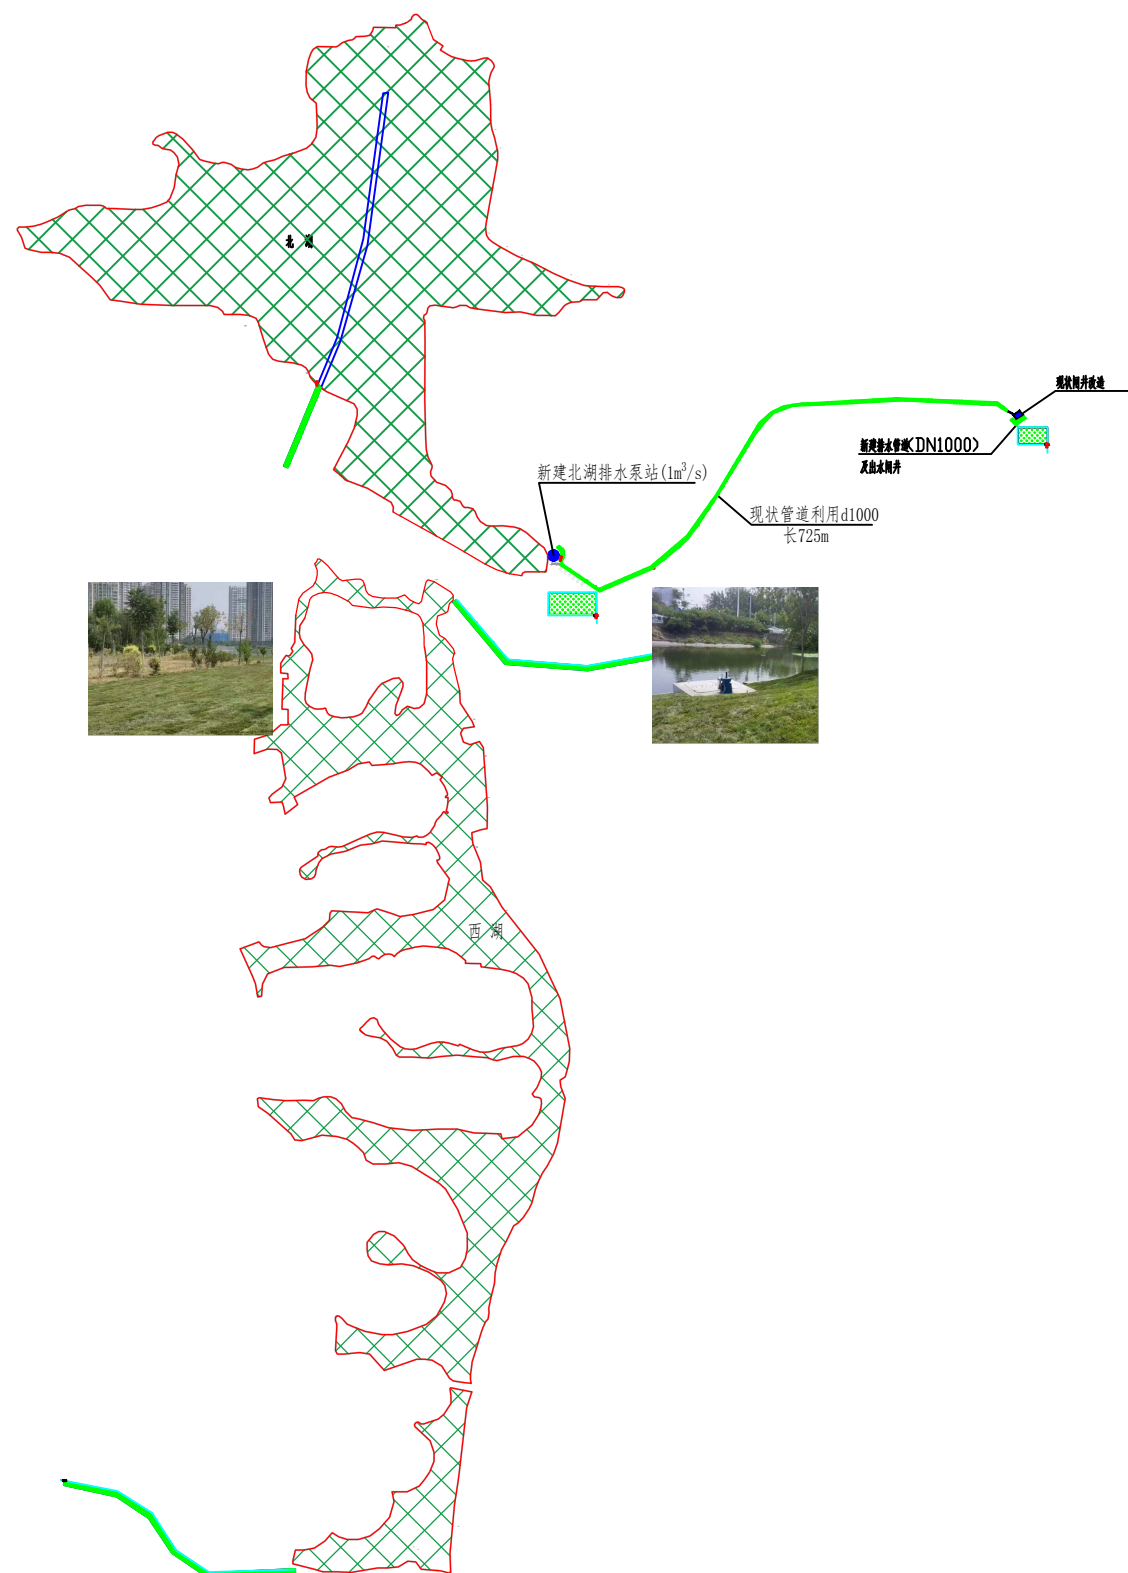 北 湖
现状闸井改造
新建排水管道(DN1000)
及出水闸井
新建北湖排水泵站(1m³/s)
现状管道利用d1000
长725m
西 湖